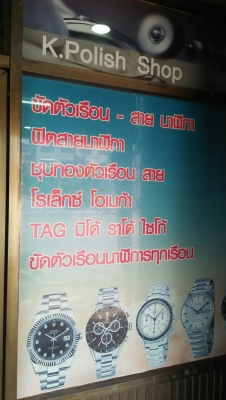 K.Polish Shop
ขัดตัวเรือน - สาย นาฬิกา
ฟิตสายนาฬิกา
ชุบทองตัวเรือน สาย
โรเล็กซ์ โอเมก้า
TAG มิโด้ ราโด้ ไซโก้
ขัดตัวเรือนนาฬิการทุกเรือน